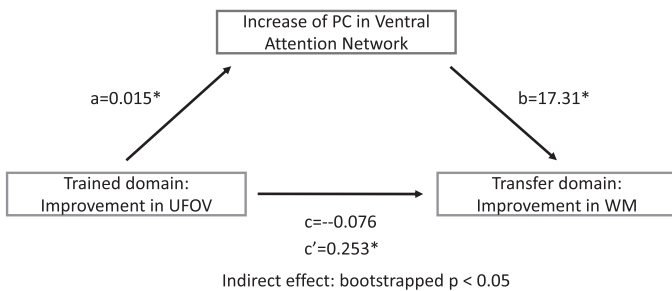 Increase of PC in Ventral
Attention Network
a=0.015*
b=17.31*
Trained domain:
Improvement in UFOV
Transfer domain:
Improvement in WM
c=--0.076
c’=0.253*
Indirect effect: bootstrapped p < 0.05